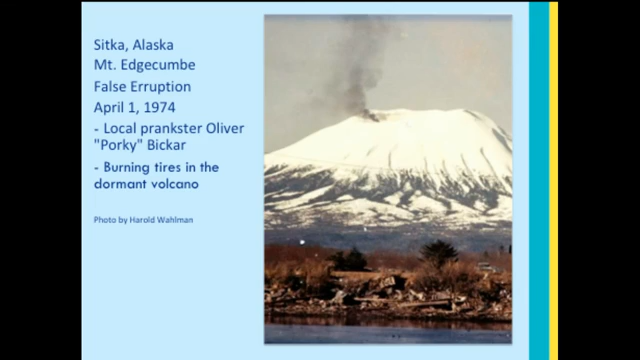 Sitka, Alaska
Mt. Edgecumbe
False Erruption
April 1, 1974
- Local prankster Oliver
"Porky" Bickar
- Burning tires in the
dormant volcano
Photo by Harold Wahlman